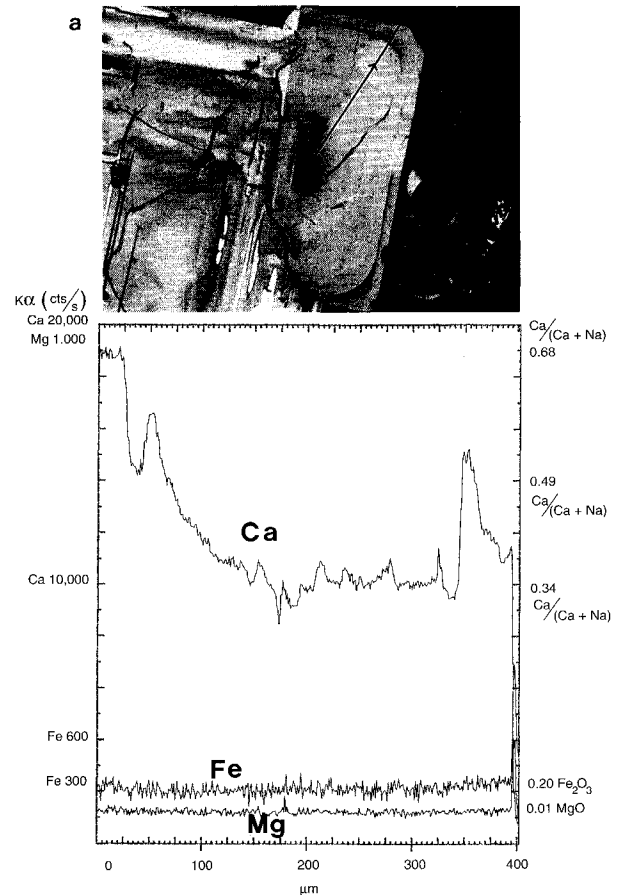 a
Kα (cts/s)
Ca 20,000
Mg 1.000
Ca/(Ca + Na)
0.68
0.49
Ca/(Ca + Na)
Ca
Ca 10,000
0.34
Ca/(Ca + Na)
Fe 600
Fe
Fe 300
0.20 Fe₂O₃
0.01 MgO
Mg
0 100 200 300 400
μm μm